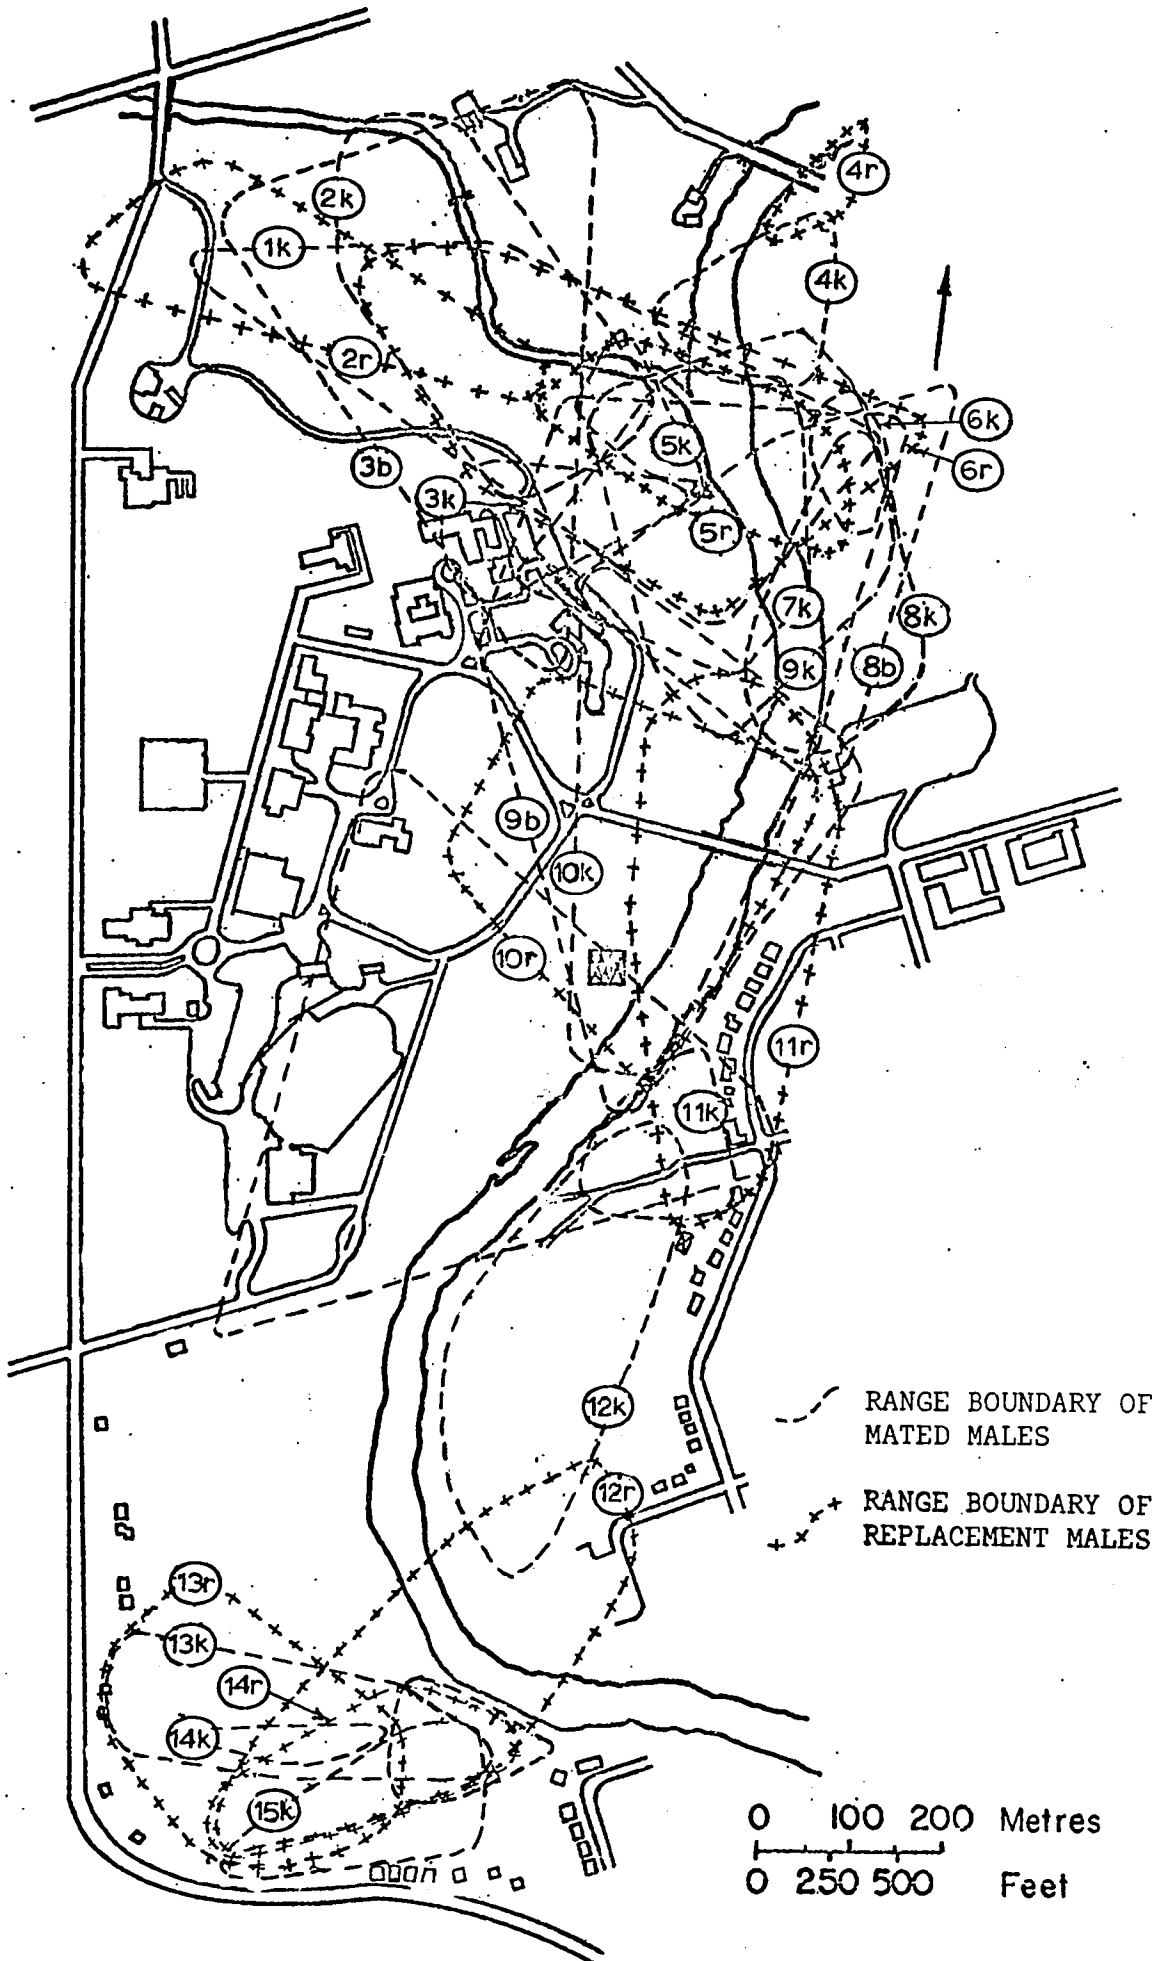 4r
2k
1k
4k
2r
6k
5k
3b
6r
3k
5r
7k
8k
9k
8b
9b
10k
10r
11r
11k
12k
RANGE BOUNDARY OF
MATED MALES
12r
RANGE BOUNDARY OF
REPLACEMENT MALES
13r
13k
14r
14k
15k
0 100 200 Metres
0 250 500 Feet